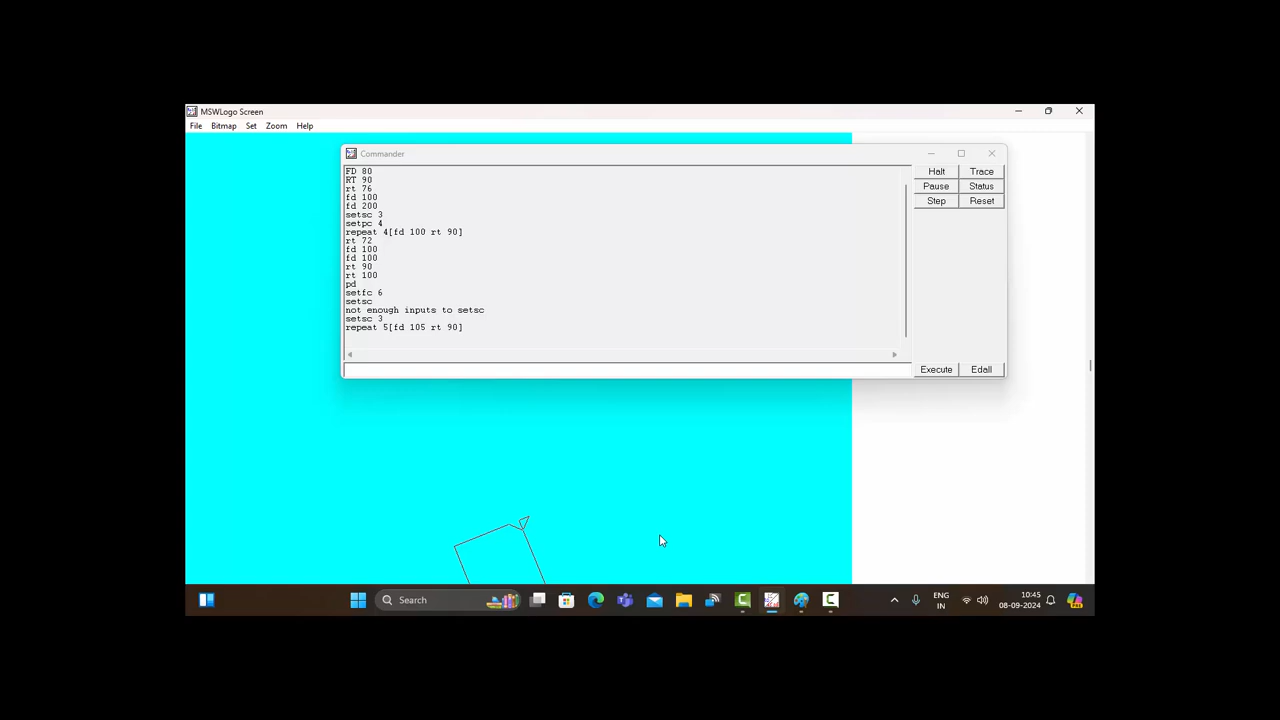 MSWLogo Screen
File Bitmap Set Zoom Help
Commander
FD 80
RT 90
rt 76
fd 100
fd 200
setsc 3
setpc 4
repeat 4[fd 100 rt 90]
rt 72
fd 100
fd 100
rt 90
rt 100
pd
setfc 6
setsc
not enough inputs to setsc
setsc 3
repeat 5[fd 105 rt 90]
Halt Trace
Pause Status
Step Reset
Execute Edall
Search
ENG
IN
10:45
08-09-2024